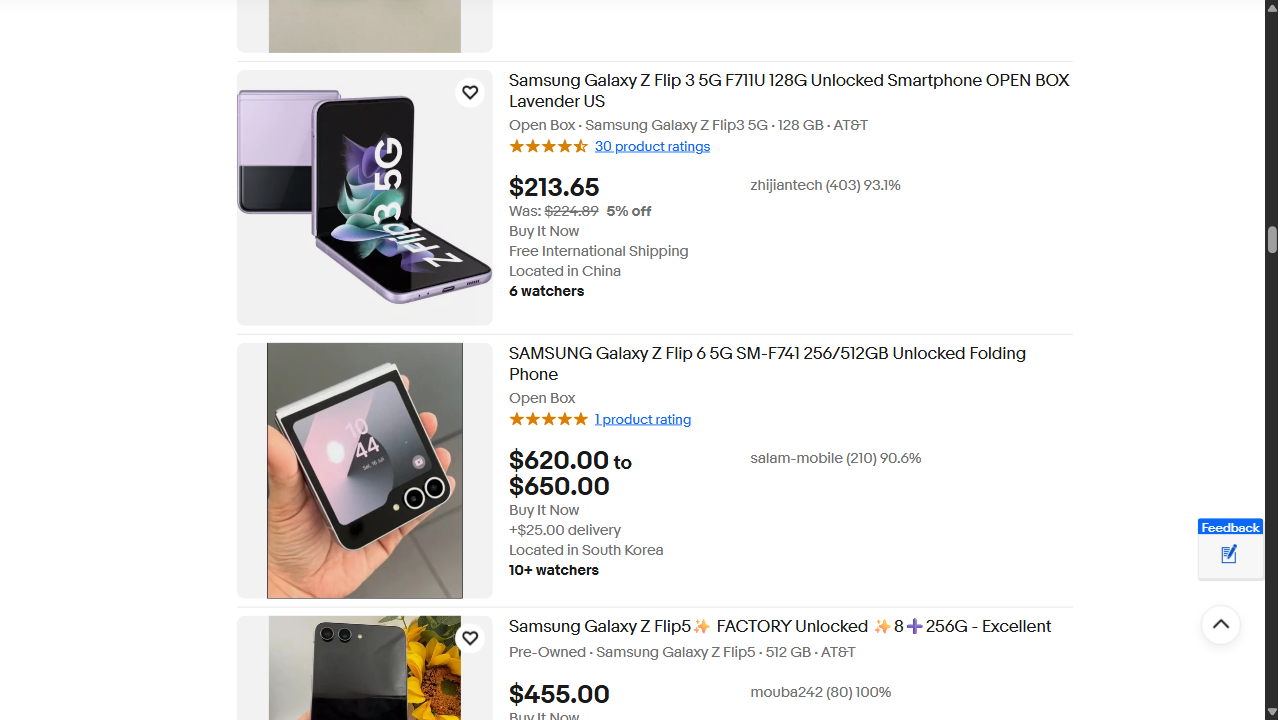 Samsung Galaxy Z Flip 3 5G F711U 128G Unlocked Smartphone OPEN BOX
Lavender US
Open Box · Samsung Galaxy Z Flip3 5G · 128 GB · AT&T
30 product ratings
Z Flip3 5G
$213.65
zhijiantech (403) 93.1%
Was: $224.89 5% off
Buy It Now
Free International Shipping
Located in China
6 watchers
SAMSUNG Galaxy Z Flip 6 5G SM-F741 256/512GB Unlocked Folding
Phone
Open Box
1 product rating
10
44
$620.00 to
$650.00
salam-mobile (210) 90.6%
Buy It Now
+$25.00 delivery
Located in South Korea
10+ watchers
Feedback
Samsung Galaxy Z Flip5✨ FACTORY Unlocked ✨8➕256G - Excellent
Pre-Owned · Samsung Galaxy Z Flip5 · 512 GB · AT&T
$455.00
mouba242 (80) 100%
Buy It Now